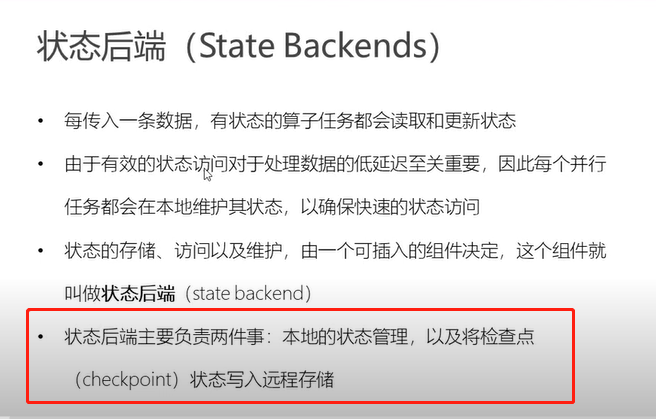 状态后端（State Backends）
• 每传入一条数据，有状态的算子任务都会读取和更新状态
• 由于有效的状态访问对于处理数据的低延迟至关重要，因此每个并行
任务都会在本地维护其状态，以确保快速的状态访问
• 状态的存储、访问以及维护，由一个可插入的组件决定，这个组件就
叫做状态后端（state backend）
• 状态后端主要负责两件事：本地的状态管理，以及将检查点
（checkpoint）状态写入远程存储